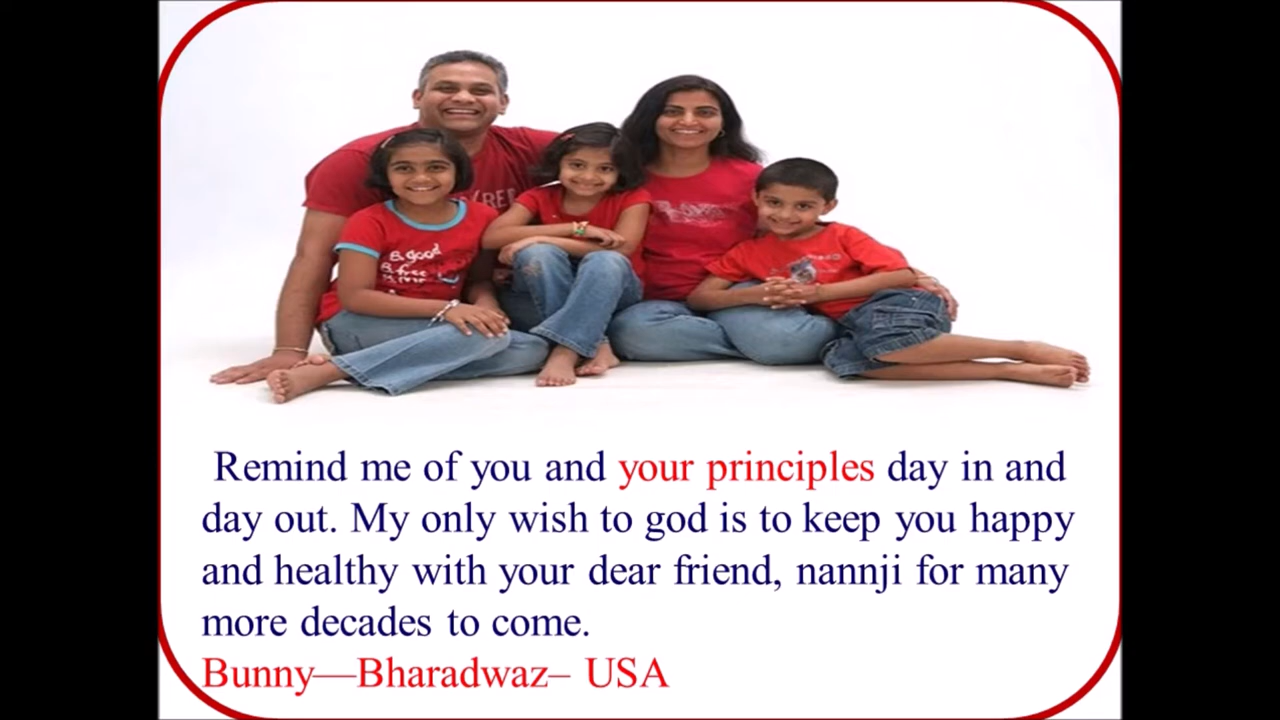 B.good
B.free
Remind me of you and your principles day in and
day out. My only wish to god is to keep you happy
and healthy with your dear friend, nannji for many
more decades to come.
Bunny—Bharadwaz– USA